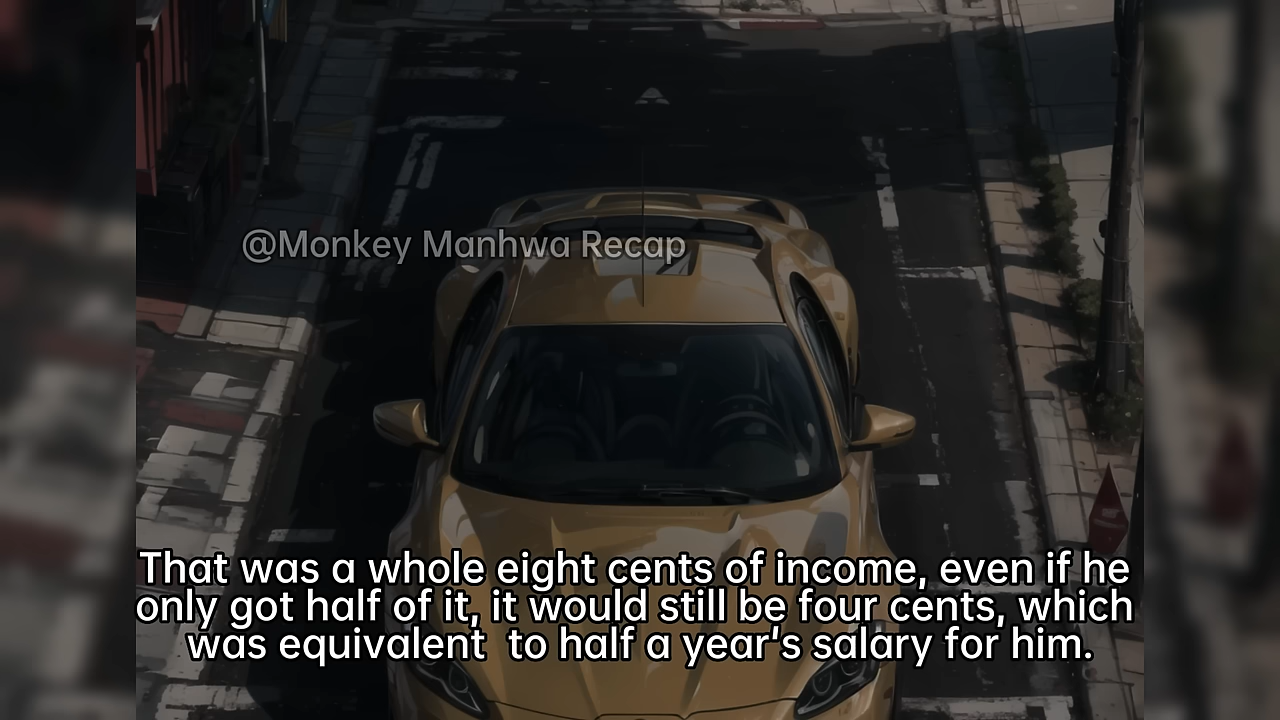 @Monkey Manhwa Recap
That was a whole eight cents of income, even if he
only got half of it, it would still be four cents, which
was equivalent  to half a year's salary for him.